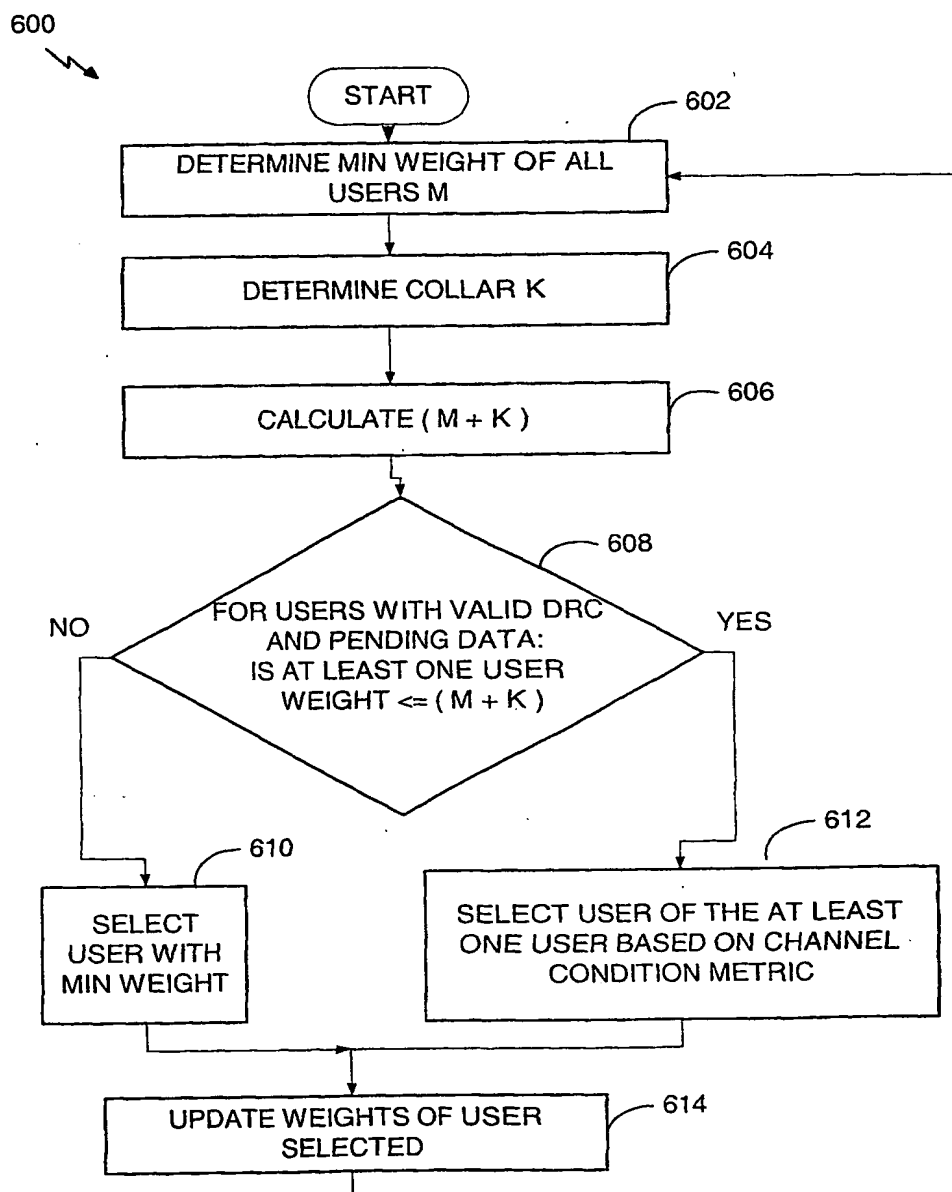 600
START
602
DETERMINE MIN WEIGHT OF ALL
USERS M
604
DETERMINE COLLAR K
606
CALCULATE ( M + K )
608
FOR USERS WITH VALID DRC
AND PENDING DATA:
IS AT LEAST ONE USER
WEIGHT <= ( M + K )
NO
YES
610
SELECT
USER WITH
MIN WEIGHT
612
SELECT USER OF THE AT LEAST
ONE USER BASED ON CHANNEL
CONDITION METRIC
614
UPDATE WEIGHTS OF USER
SELECTED